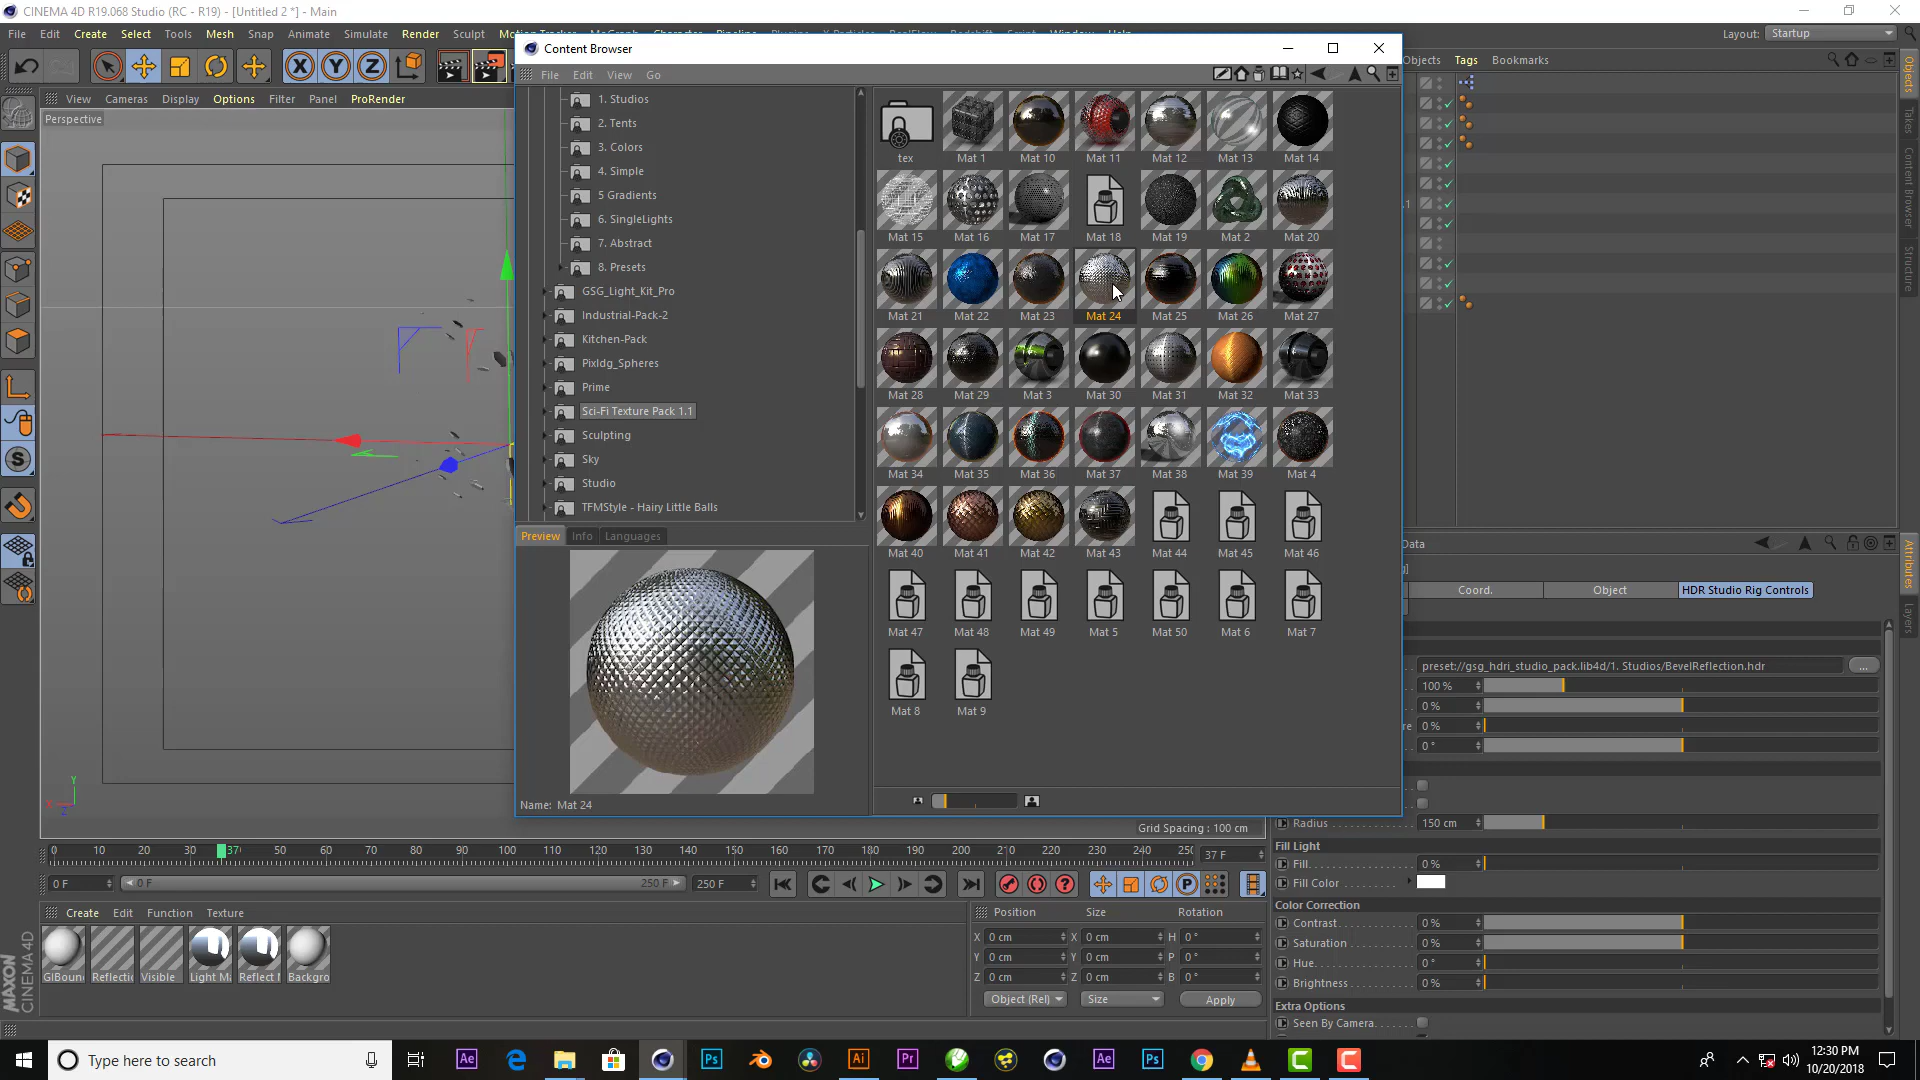 CINEMA 4D R19.068 Studio (RC - R19) - [Untitled 2 *] - Main
File Edit Create Select Tools Mesh Snap Animate Simulate Render Sculpt
Layout: Startup
Content Browser
File Edit View Go
View Cameras Display Options Filter Panel ProRender
Perspective
Objects Tags Bookmarks
1. Studios
2. Tents
3. Colors
4. Simple
5 Gradients
6. SingleLights
7. Abstract
8. Presets
GSG_Light_Kit_Pro
Industrial-Pack-2
Kitchen-Pack
Pixldg_Spheres
Prime
Sci-Fi Texture Pack 1.1
Sculpting
Sky
Studio
TFMStyle - Hairy Little Balls
tex Mat 1 Mat 10 Mat 11 Mat 12 Mat 13 Mat 14
Mat 15 Mat 16 Mat 17 Mat 18 Mat 19 Mat 2 Mat 20
Mat 21 Mat 22 Mat 23 Mat 24 Mat 25 Mat 26 Mat 27
Mat 28 Mat 29 Mat 3 Mat 30 Mat 31 Mat 32 Mat 33
Mat 34 Mat 35 Mat 36 Mat 37 Mat 38 Mat 39 Mat 4
Mat 40 Mat 41 Mat 42 Mat 43 Mat 44 Mat 45 Mat 46
Mat 47 Mat 48 Mat 49 Mat 5 Mat 50 Mat 6 Mat 7
Mat 8 Mat 9
Preview Info Languages
Name: Mat 24
Objects
Takes
Content Browser
Structure
Attributes
Layers
Data
Coord. Object HDR Studio Rig Controls
preset://gsg_hdri_studio_pack.lib4d/1. Studios/BevelReflection.hdr ...
100 %
0 %
0 %
0 °
Radius 150 cm
Fill Light
Fill 0 %
Fill Color
Color Correction
Contrast 0 %
Saturation 0 %
Hue 0 °
Brightness 0 %
Extra Options
Seen By Camera
Grid Spacing : 100 cm
0 10 20 30 37 50 60 70 80 90 100 110 120 130 140 150 160 170 180 190 200 210 220 230 240 250
37 F
0 F 0 F 250 F 250 F
Create Edit Function Texture
GIBoun Reflectio Visible Light Ma Reflect M Backgro
Position Size Rotation
X 0 cm X 0 cm H 0 °
Y 0 cm Y 0 cm P 0 °
Z 0 cm Z 0 cm B 0 °
Object (Rel) Size Apply
MAXON
CINEMA 4D
Type here to search
12:30 PM
10/20/2018